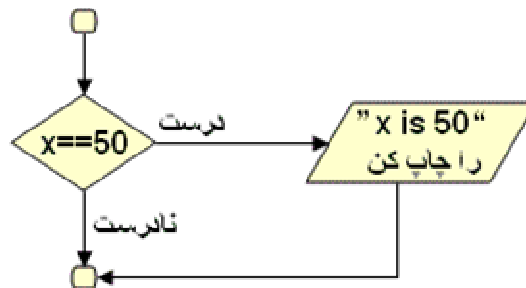 x==50
درست
"x is 50"
را چاپ کن
نادرست